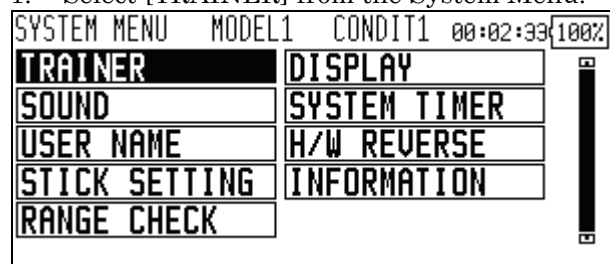 1. Select [TRAINER] from the System Menu.
SYSTEM MENU MODEL1 CONDIT1 00:02:33 100%
TRAINER DISPLAY
SOUND SYSTEM TIMER
USER NAME H/W REVERSE
STICK SETTING INFORMATION
RANGE CHECK